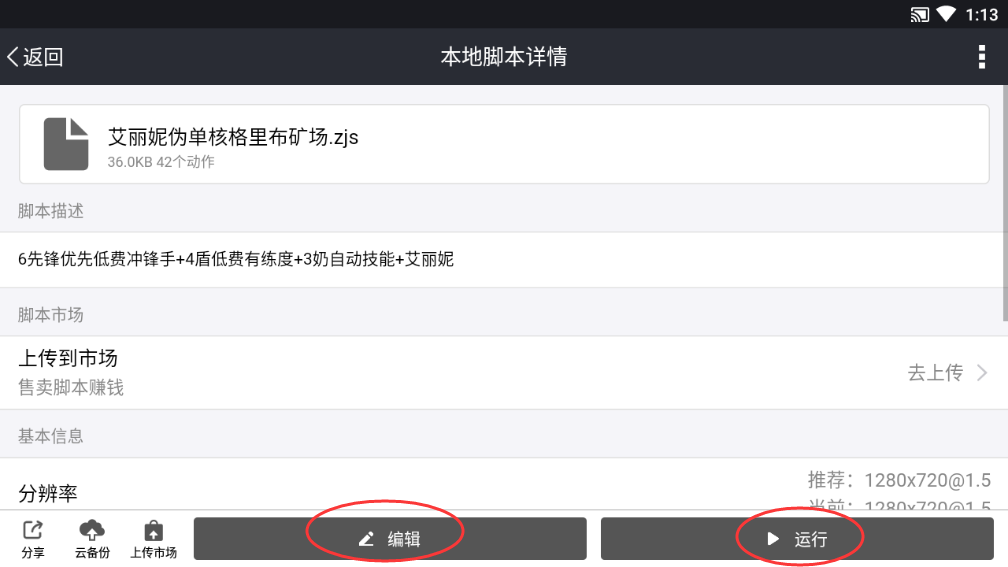 1:13
返回
本地脚本详情
艾丽妮伪单核格里布矿场.zjs
36.0KB 42个动作
脚本描述
6先锋优先低费冲锋手+4盾低费有练度+3奶自动技能+艾丽妮
脚本市场
上传到市场
售卖脚本赚钱
去上传
基本信息
分辨率
推荐：1280x720@1.5
当前：1280x720@1.5
分享
云备份
上传市场
编辑
运行